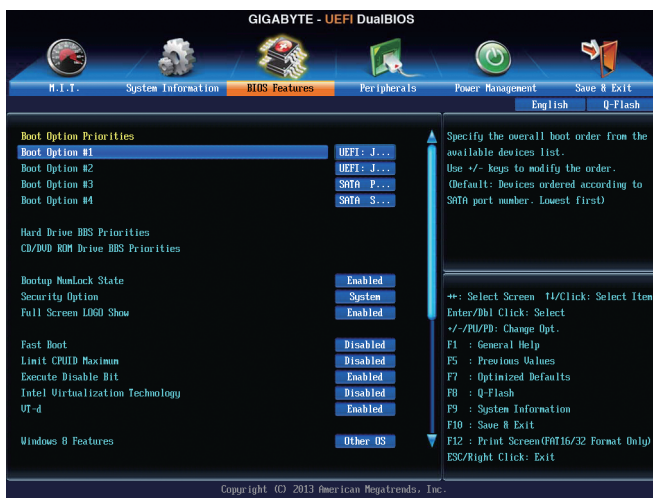 GIGABYTE - UEFI DualBIOS
M.I.T.
System Information
BIOS Features
Peripherals
Power Management
Save & Exit
English
Q-Flash
Boot Option Priorities
Boot Option #1 UEFI: J...
Boot Option #2 UEFI: J...
Boot Option #3 SATA P...
Boot Option #4 SATA S...
Hard Drive BBS Priorities
CD/DVD ROM Drive BBS Priorities
Bootup NumLock State Enabled
Security Option System
Full Screen LOGO Show Enabled
Fast Boot Disabled
Limit CPUID Maximum Disabled
Execute Disable Bit Enabled
Intel Virtualization Technology Disabled
VT-d Enabled
Windows 8 Features Other OS
Specify the overall boot order from the
available devices list.
Use +/- Keys to modify the order.
(Default: Devices ordered according to
SATA port number. Lowest first)
→←: Select Screen ↑↓/Click: Select Item
Enter/Dbl Click: Select
+/-/PU/PD: Change Opt.
F1 : General Help
F5 : Previous Values
F7 : Optimized Defaults
F8 : Q-Flash
F9 : System Information
F10 : Save & Exit
F12 : Print Screen(FAT16/32 Format Only)
ESC/Right Click: Exit
Copyright (C) 2013 American Megatrends, Inc.